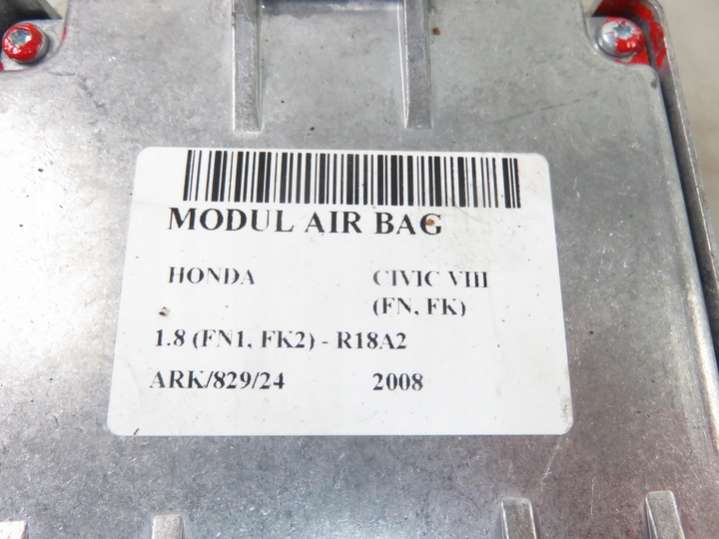 MODUL AIR BAG
HONDA CIVIC VIII
(FN, FK)
1.8 (FN1, FK2) - R18A2
ARK/829/24 2008